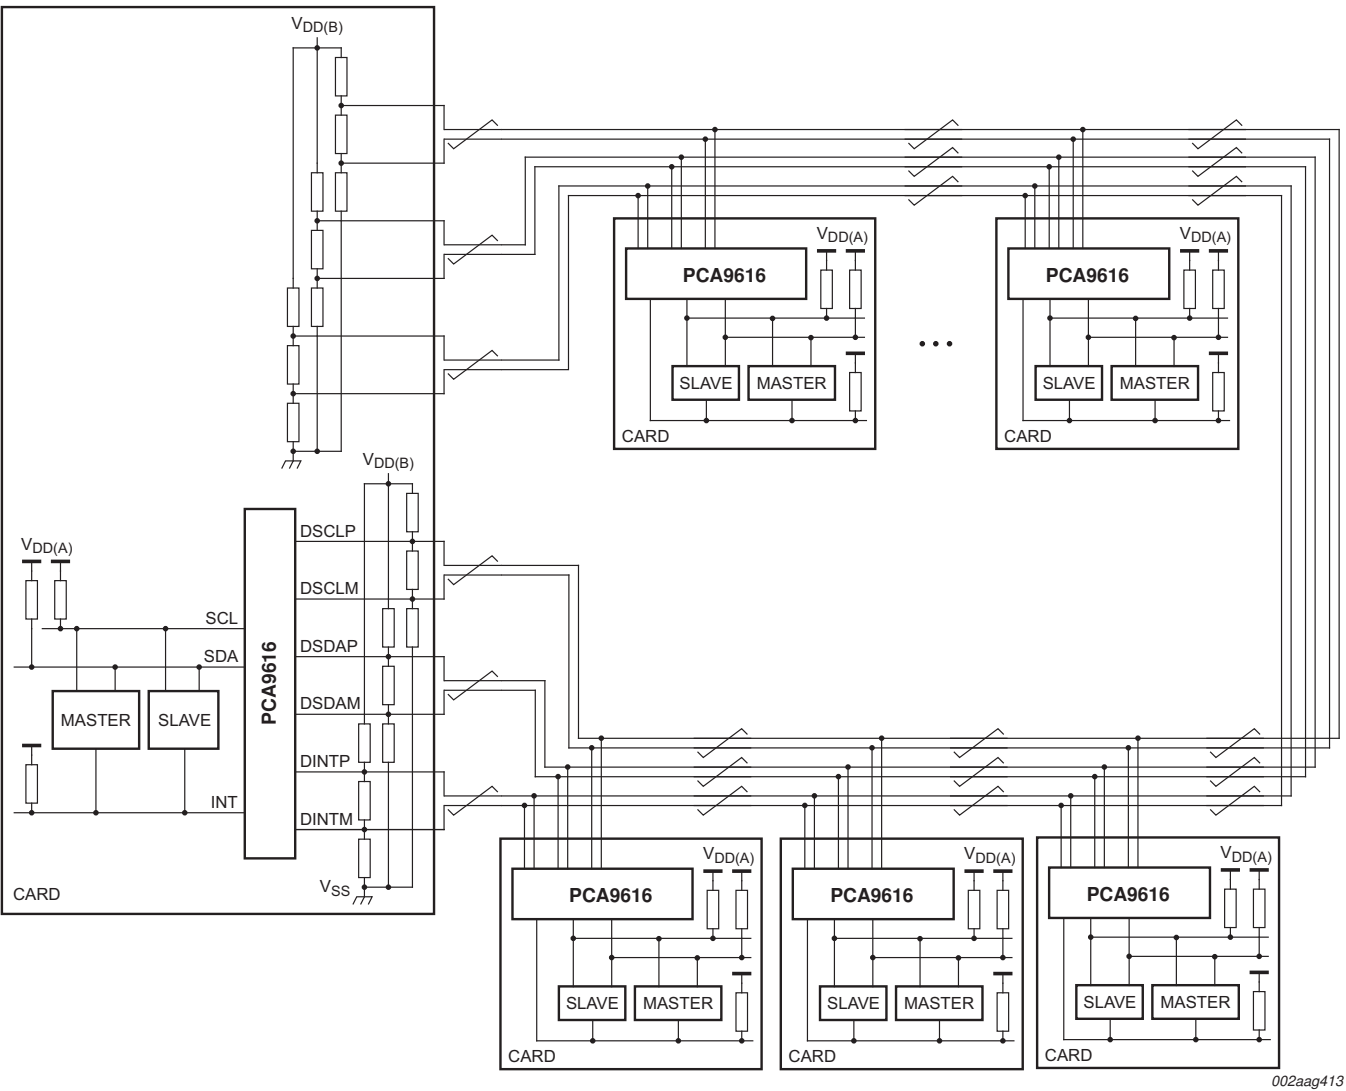 VDD(B)
VDD(A)
VDD(A)
PCA9616
PCA9616
• • •
SLAVE
MASTER
SLAVE
MASTER
CARD
CARD
VDD(B)
DSCLP
VDD(A)
DSCLM
SCL
DSDAP
SDA
PCA9616
DSDAM
MASTER
SLAVE
DINTP
INT
DINTM
VSS
CARD
VDD(A)
VDD(A)
VDD(A)
PCA9616
PCA9616
PCA9616
SLAVE
MASTER
SLAVE
MASTER
SLAVE
MASTER
CARD
CARD
CARD
002aag413